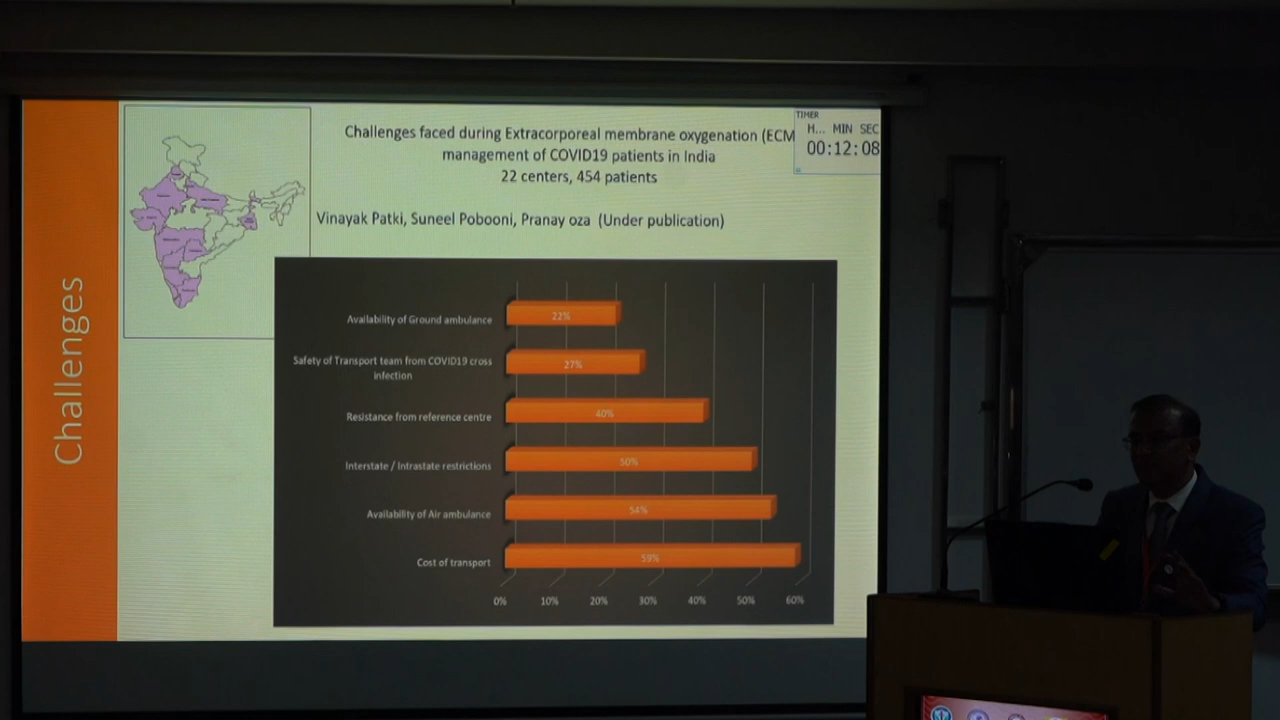 Challenges
Challenges faced during Extracorporeal membrane oxygenation (ECM
management of COVID19 patients in India
22 centers, 454 patients
Vinayak Patki, Suneel Pobooni, Pranay oza (Under publication)
TIMER
H... MIN SEC
00:12:08
Availability of Ground ambulance
22%
Safety of Transport team from COVID19 cross
infection
27%
Resistance from reference centre
40%
Interstate / Intrastate restrictions
50%
Availability of Air ambulance
54%
Cost of transport
59%
0% 10% 20% 30% 40% 50% 60%